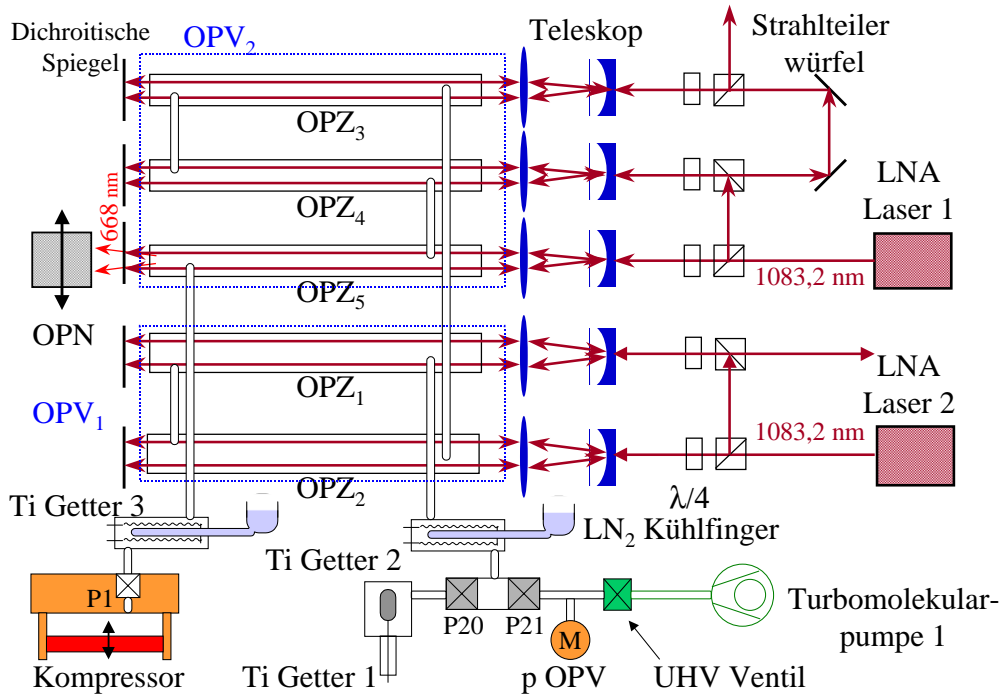 Dichroitische
Spiegel
OPV2
Teleskop
Strahlteiler
würfel
OPZ3
OPZ4
668 nm
LNA
Laser 1
OPZ5
1083,2 nm
OPN
OPZ1
LNA
Laser 2
OPV1
1083,2 nm
OPZ2
λ/4
Ti Getter 3
Ti Getter 2
LN2 Kühlfinger
P1
P20
P21
M
Turbomolekular-
pumpe 1
Kompressor
Ti Getter 1
p OPV
UHV Ventil